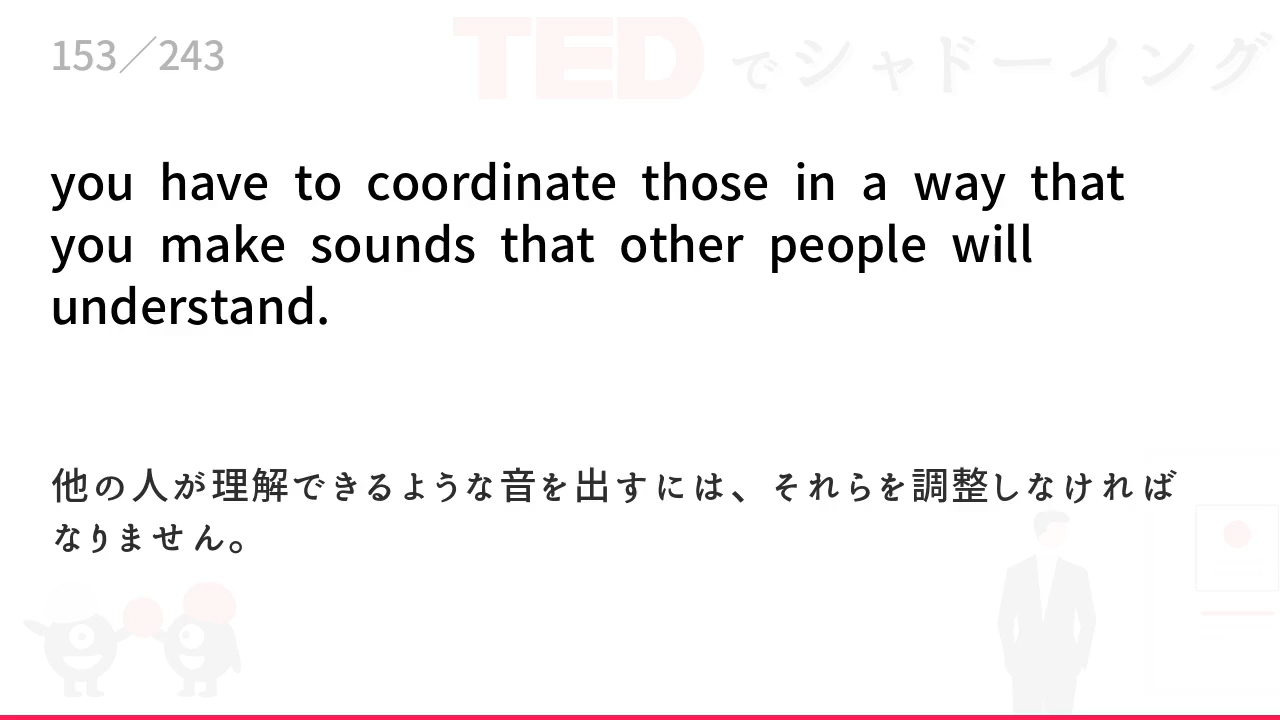 153／243
TEDでシャドーイング
you have to coordinate those in a way that
you make sounds that other people will
understand.
他の人が理解できるような音を出すには、それらを調整しなければ
なりません。